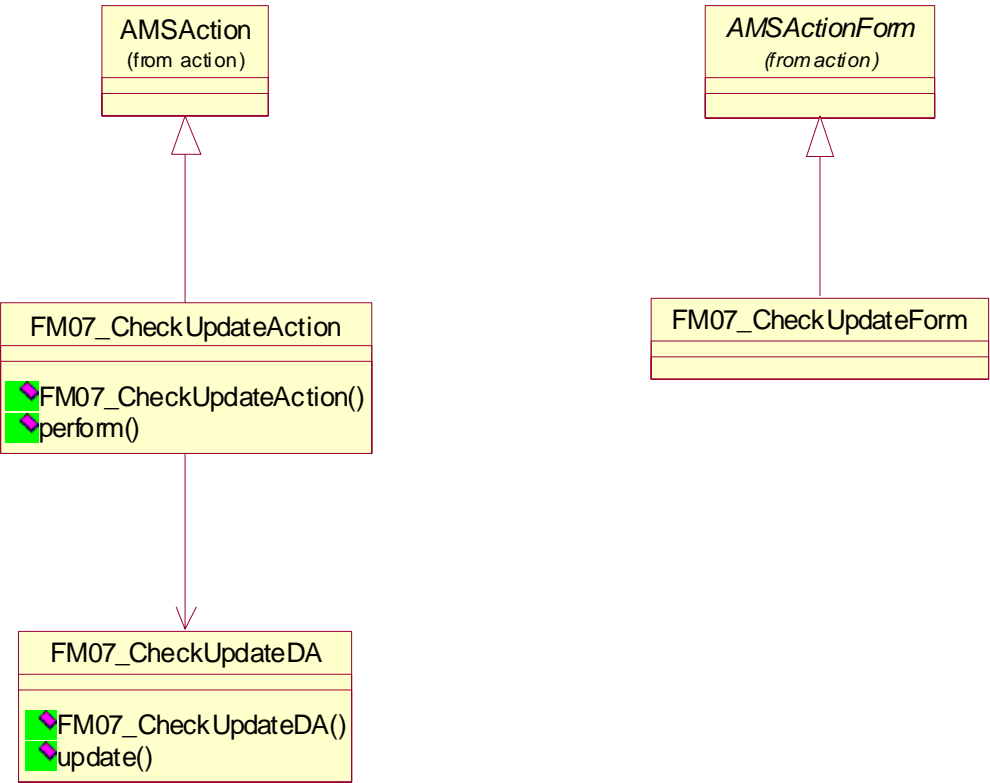 AMSAction
(from action)
AMSActionForm
(from action)
FM07_CheckUpdateAction
FM07_CheckUpdateAction()
perform()
FM07_CheckUpdateForm
FM07_CheckUpdateDA
FM07_CheckUpdateDA()
update()